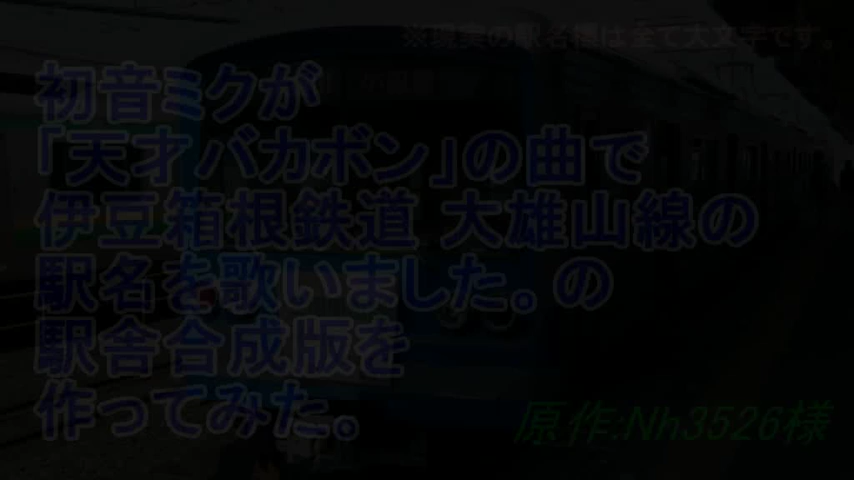 ※現実の駅名標は全て大文字です。
初音ミクが
「天才バカボン」の曲で
伊豆箱根鉄道 大雄山線の
駅名を歌いました。の
駅舎合成版を
作ってみた。
原作:Nh3526様